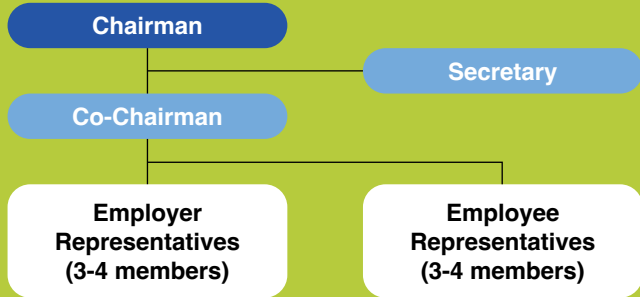 Chairman
Secretary
Co-Chairman
Employer
Representatives
(3-4 members)
Employee
Representatives
(3-4 members)